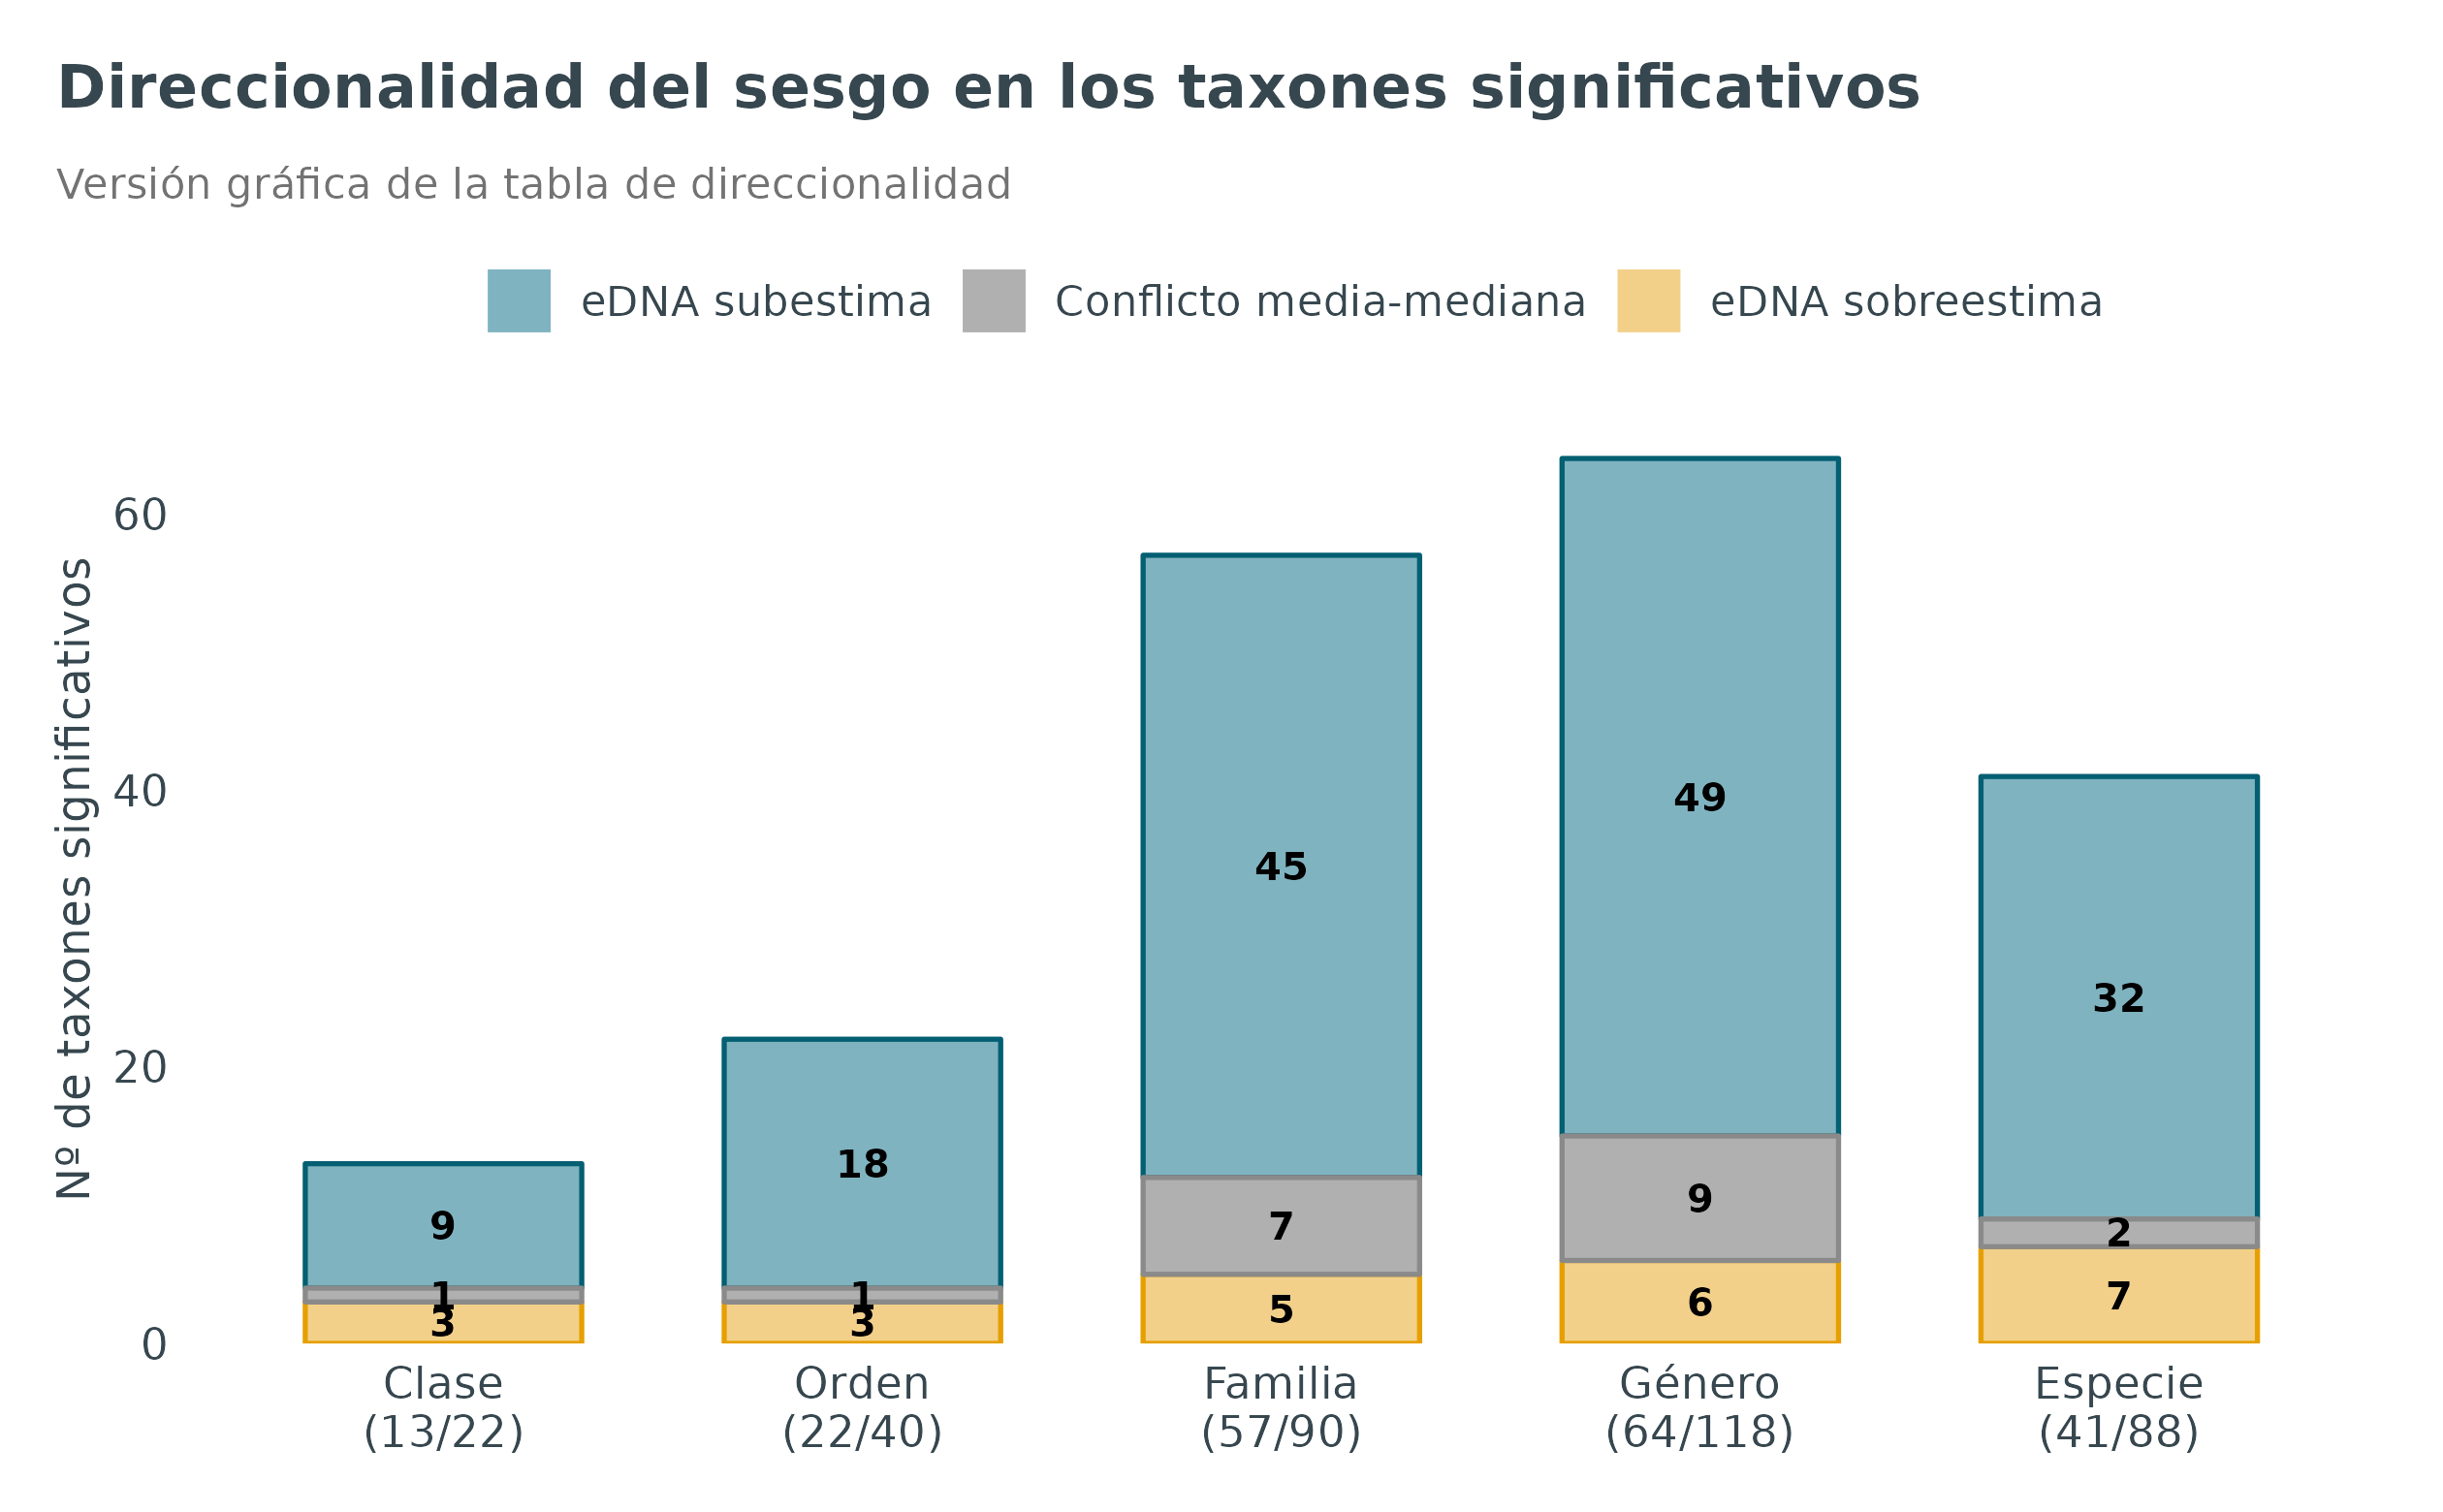 Direccionalidad del sesgo en los taxones significativos
Versión gráfica de la tabla de direccionalidad
eDNA subestima
Conflicto media-mediana
eDNA sobreestima
Nº de taxones significativos
60
40
20
0
9
1
3
18
1
3
45
7
5
49
9
6
32
2
7
Clase
(13/22)
Orden
(22/40)
Familia
(57/90)
Género
(64/118)
Especie
(41/88)